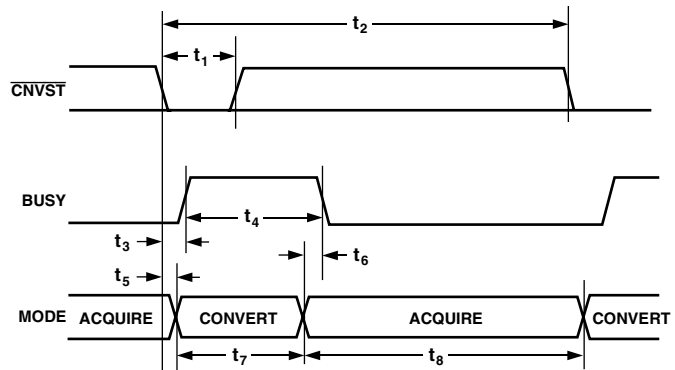 t2
t1
CNVST
BUSY
t4
t3
t6
t5
MODE ACQUIRE CONVERT ACQUIRE CONVERT
t7 t8